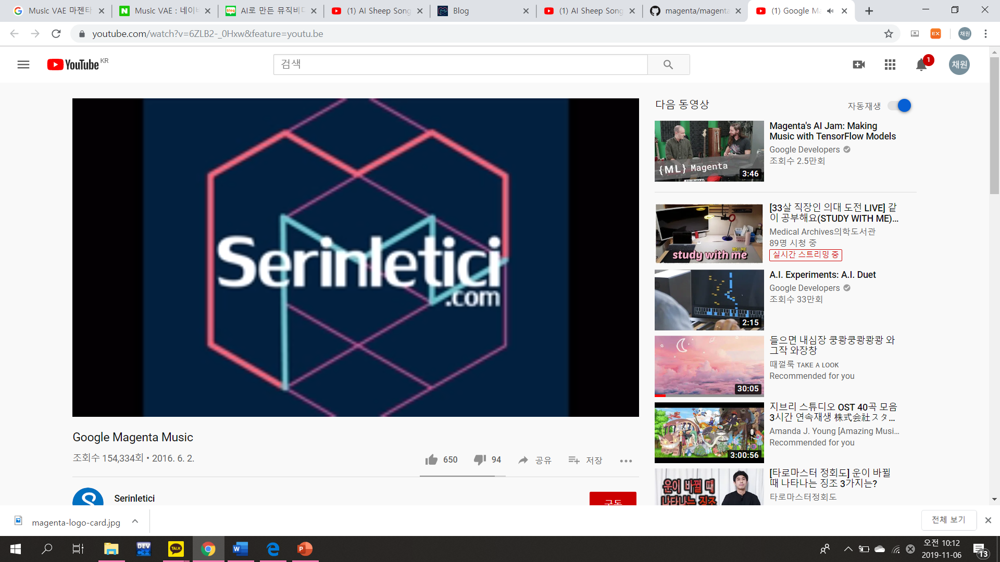 Music VAE 마젠타
Music VAE : 네이버
AI로 만든 뮤직비디
(1) AI Sheep Song
Blog
(1) AI Sheep Song
magenta/magenta
(1) Google Ma
youtube.com/watch?v=6ZLB2-_0Hxw&feature=youtu.be
EX
채원
YouTube KR
검색
1
채원
Serinletici
.com
Google Magenta Music
조회수 154,334회 • 2016. 6. 2.
650
94
공유
저장
Serinletici
구독
다음 동영상
자동재생
{ML} Magenta
3:46
Magenta's AI Jam: Making
Music with TensorFlow Models
Google Developers
조회수 2.5만회
study with me
[33살 직장인 의대 도전 LIVE] 같
이 공부해요(STUDY WITH ME)...
Medical Archives의학도서관
89명 시청 중
실시간 스트리밍 중
2:15
A.I. Experiments: A.I. Duet
Google Developers
조회수 33만회
30:05
들으면 내심장 쿵쾅쿵쾅쾅쾅 와
그작 와장창
때껄룩 ᴛᴀᴋᴇ ᴀ ʟᴏᴏᴋ
Recommended for you
3:00:56
지브리 스튜디오 OST 40곡 모음
3시간 연속재생 株式会社スタ...
Amanda J. Young [Amazing Musi...
Recommended for you
운이 바뀔 때
나타나는 징조
[타로마스터 정회도] 운이 바뀔
때 나타나는 징조 3가지는?
타로마스터정회도
magenta-logo-card.jpg
전체 보기
DEV
C++
TALK
오전 10:12
2019-11-06
13